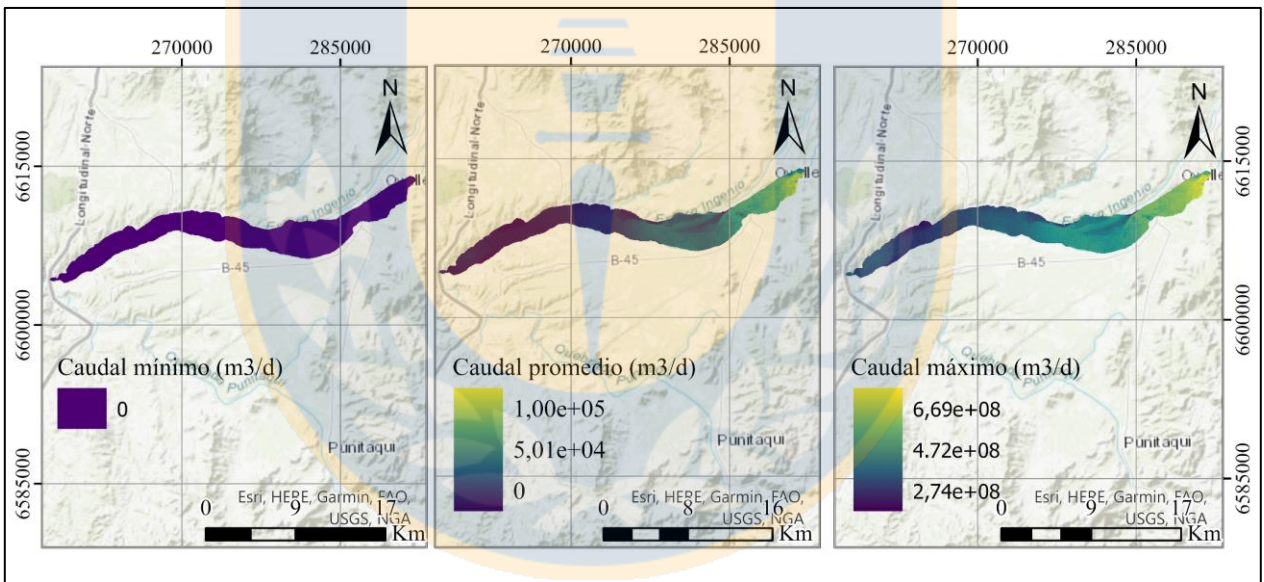 270000
285000
270000
285000
270000
285000
6615000
6600000
6585000
N
Longitudinal Norte
Estero Ingenio
Ovalle
B-45
Quebrada Punitaqui
Punitaqui
Caudal mínimo (m3/d)
0
Esri, HERE, Garmin, FAO,
USGS, NGA
0 9 17
Km
N
Longitudinal Norte
Ingenio
Ovalle
B-45
Punitaqui
Caudal promedio (m3/d)
1,00e+05
5,01e+04
0
Esri, HERE, Garmin, FAO,
USGS, NGA
0 8 16
Km
N
Longitudinal Norte
Ingenio
B-45
Punitaqui
Caudal máximo (m3/d)
6,69e+08
4.72e+08
2,74e+08
Esri, HERE, Garmin, FAO,
USGS, NGA
0 9 17
Km
6615000
6600000
6585000